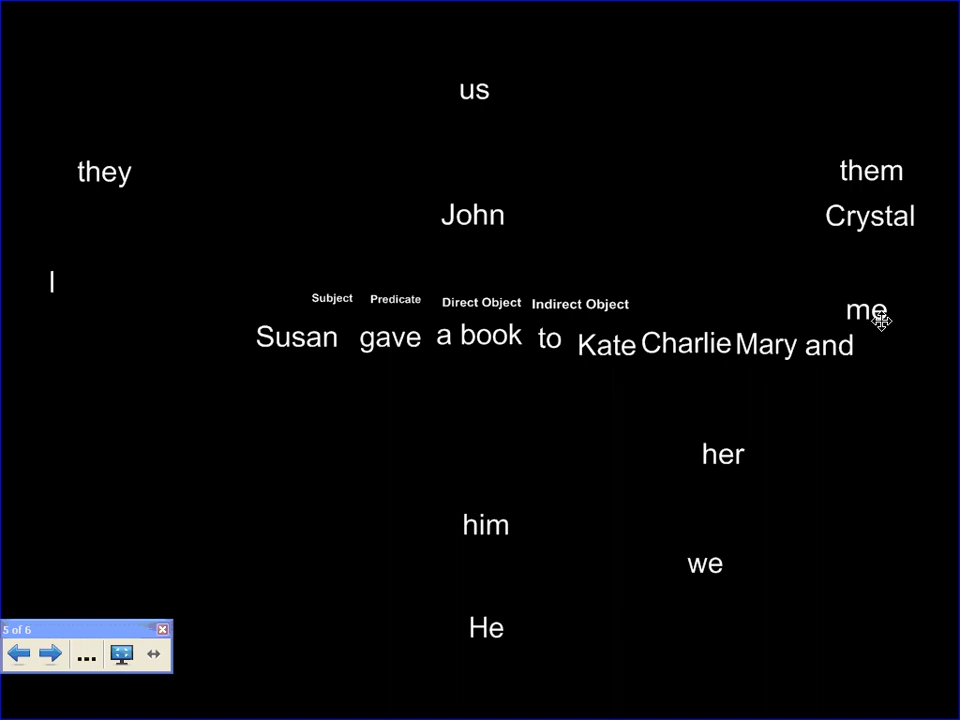 us
they
them
John
Crystal
I
Subject Predicate Direct Object Indirect Object
me
Susan gave a book to Kate Charlie Mary and
her
him
we
He
5 of 6
...